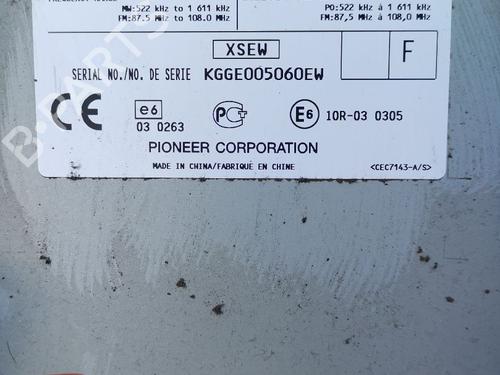 MW:522 kHz to 1 611 kHz
FM:87.5 MHz to 108.0 MHz
PO:522 kHz à 1 611 kHz
FM:87,5 MHz à 108,0 MHz
XSEW
F
SERIAL NO./NO. DE SERIE KGGE005060EW
CE
e6
03 0263
PC
E6
10R-03 0305
PIONEER CORPORATION
MADE IN CHINA/FABRIQUÉ EN CHINE
<CEC7143-A/S>
B-PARTS